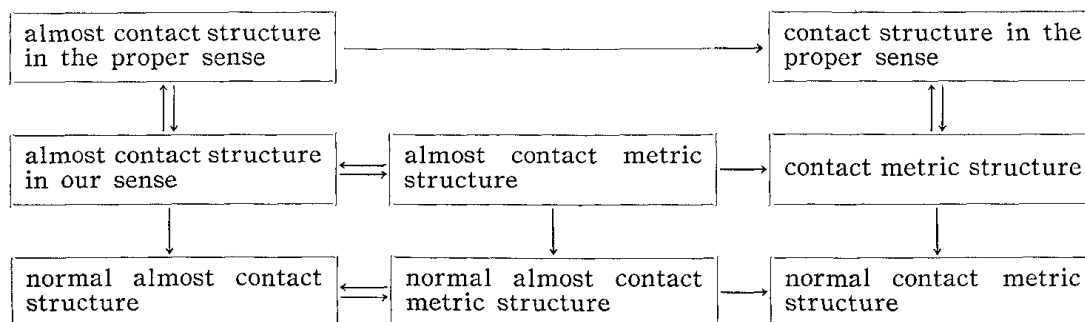 almost contact structure
in the proper sense
contact structure in the
proper sense
almost contact structure
in our sense
almost contact metric
structure
contact metric structure
normal almost contact
structure
normal almost contact
metric structure
normal contact metric
structure